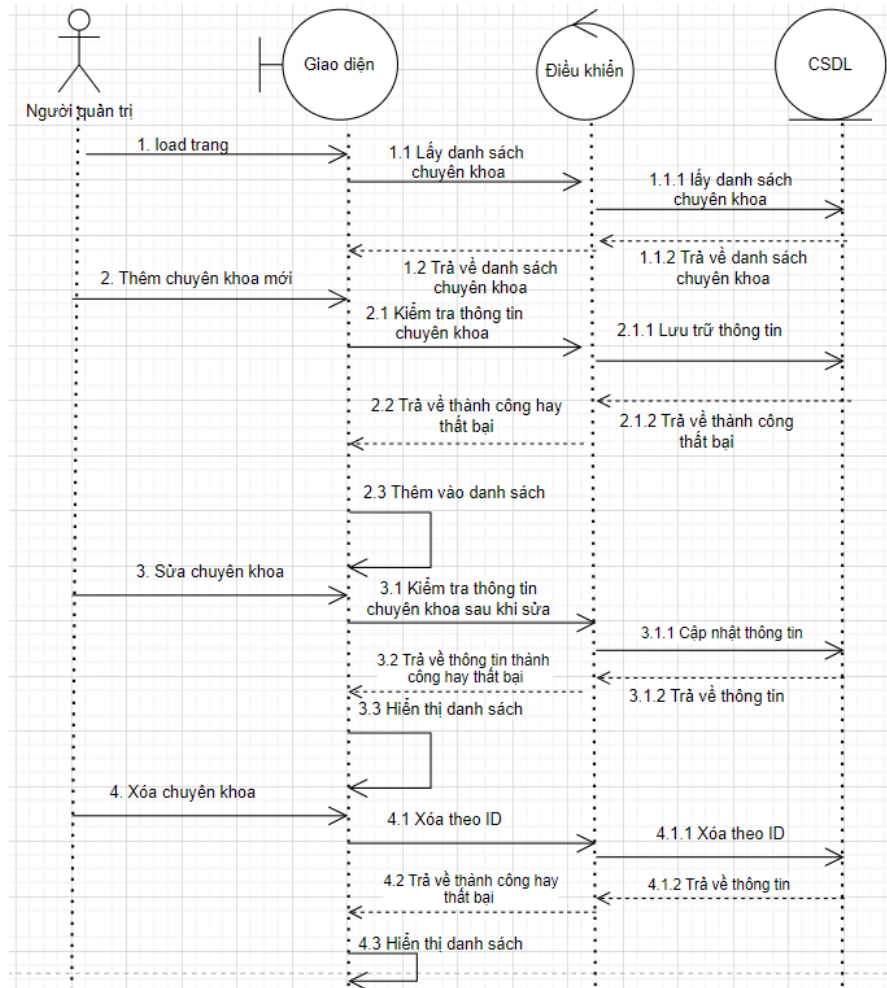 Giao diện
Điều khiển
CSDL
Người quản trị
1. load trang
1.1 Lấy danh sách
chuyên khoa
1.1.1 lấy danh sách
chuyên khoa
1.1.2 Trả về danh sách
chuyên khoa
1.2 Trả về danh sách
chuyên khoa
2. Thêm chuyên khoa mới
2.1 Kiểm tra thông tin
chuyên khoa
2.1.1 Lưu trữ thông tin
2.1.2 Trả về thành công
thất bại
2.2 Trả về thành công hay
thất bại
2.3 Thêm vào danh sách
3. Sửa chuyên khoa
3.1 Kiểm tra thông tin
chuyên khoa sau khi sửa
3.1.1 Cập nhật thông tin
3.1.2 Trả về thông tin
3.2 Trả về thông tin thành
công hay thất bại
3.3 Hiển thị danh sách
4. Xóa chuyên khoa
4.1 Xóa theo ID
4.1.1 Xóa theo ID
4.1.2 Trả về thông tin
4.2 Trả về thành công hay
thất bại
4.3 Hiển thị danh sách